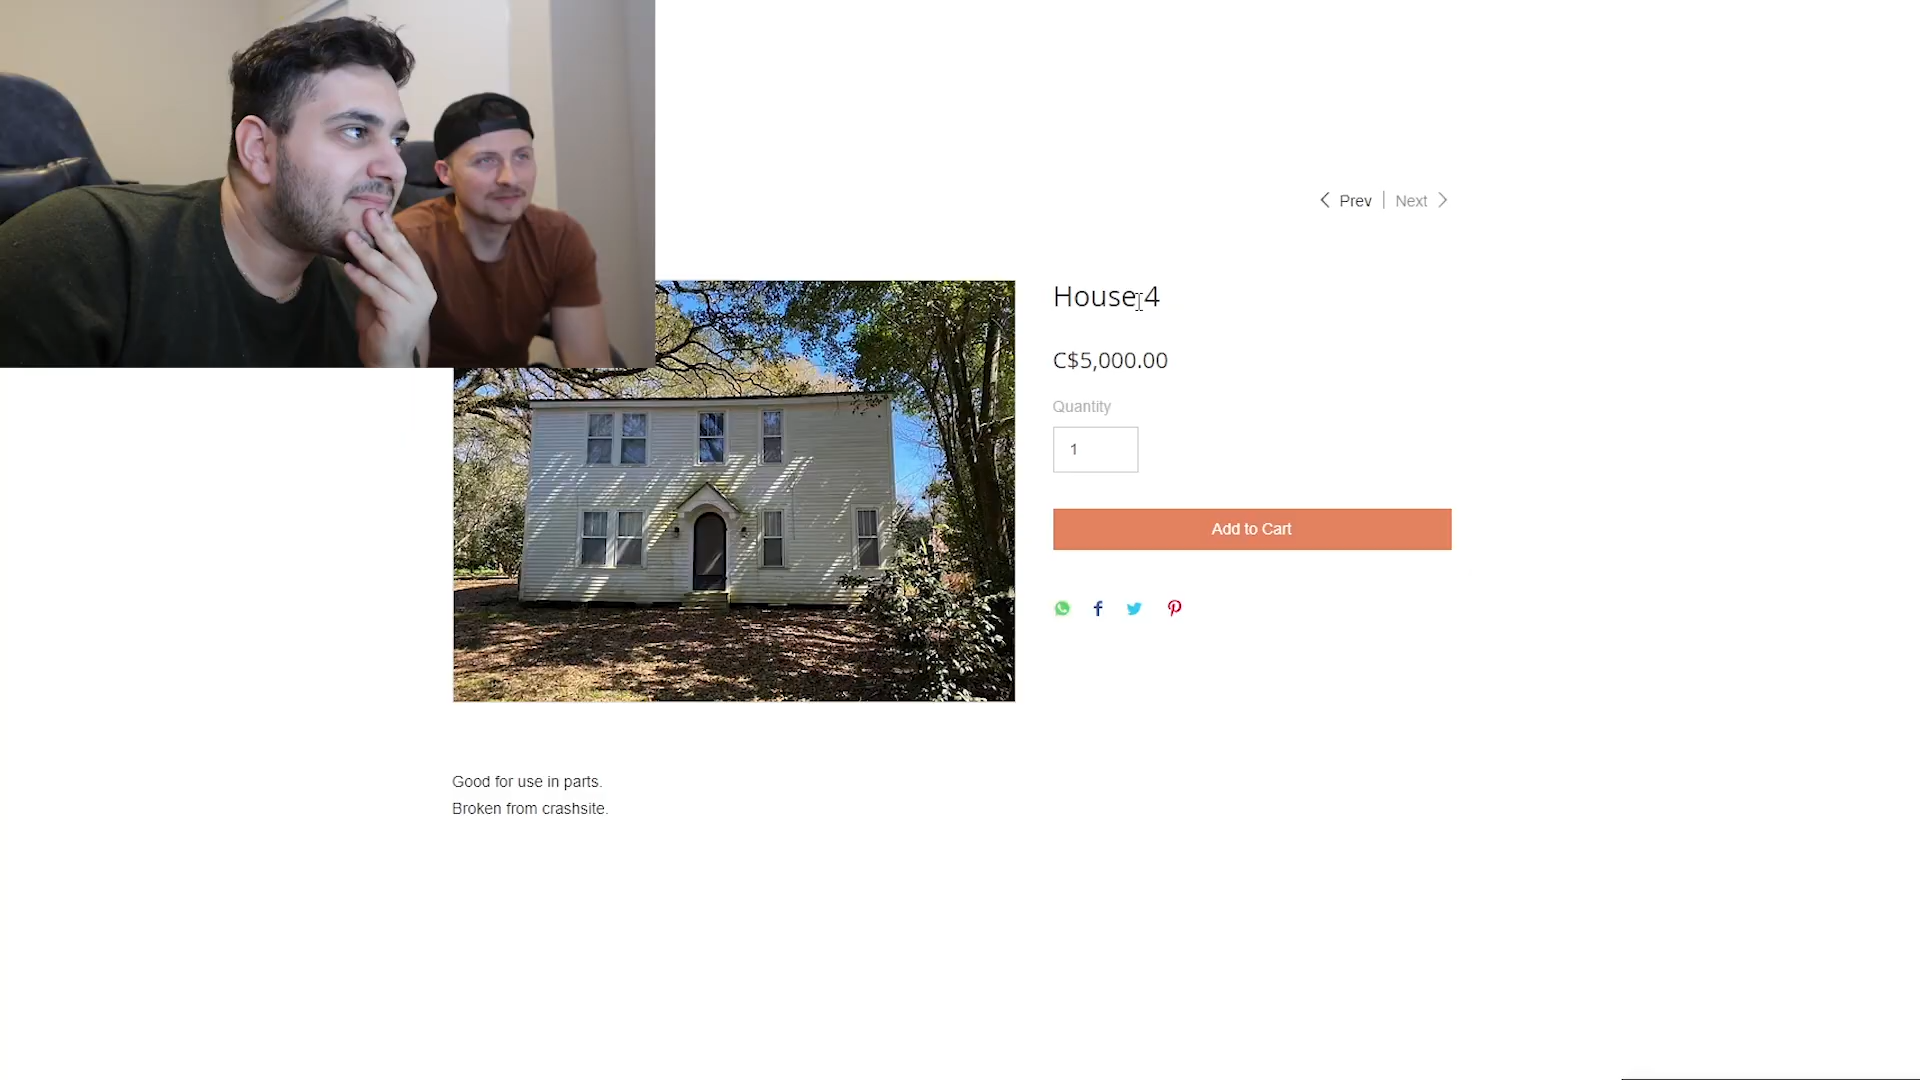 Prev | Next
House 4
C$5,000.00
Quantity
1
Add to Cart
Good for use in parts.
Broken from crashsite.